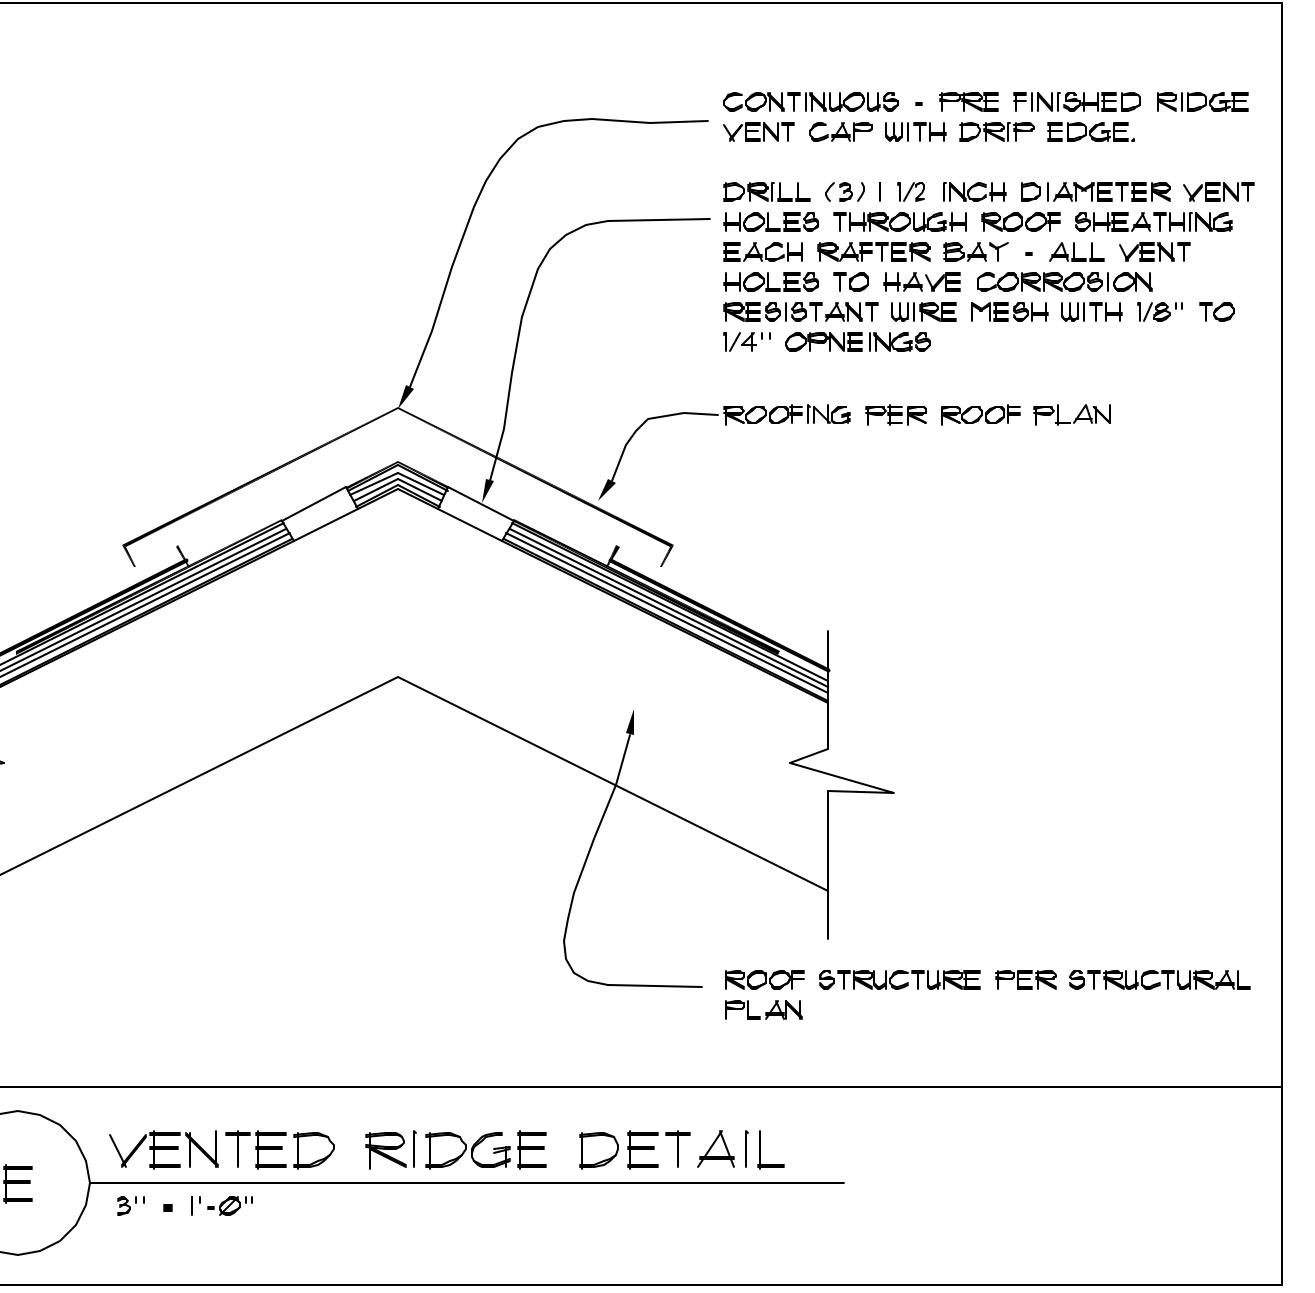 CONTINUOUS - PRE FINISHED RIDGE
VENT CAP WITH DRIP EDGE.
DRILL (3) 1 1/2 INCH DIAMETER VENT
HOLES THROUGH ROOF SHEATHING
EACH RAFTER BAY - ALL VENT
HOLES TO HAVE CORROSION
RESISTANT WIRE MESH WITH 1/8" TO
1/4" OPNEINGS
ROOFING PER ROOF PLAN
ROOF STRUCTURE PER STRUCTURAL
PLAN
E
VENTED RIDGE DETAIL
3" = 1'-0"